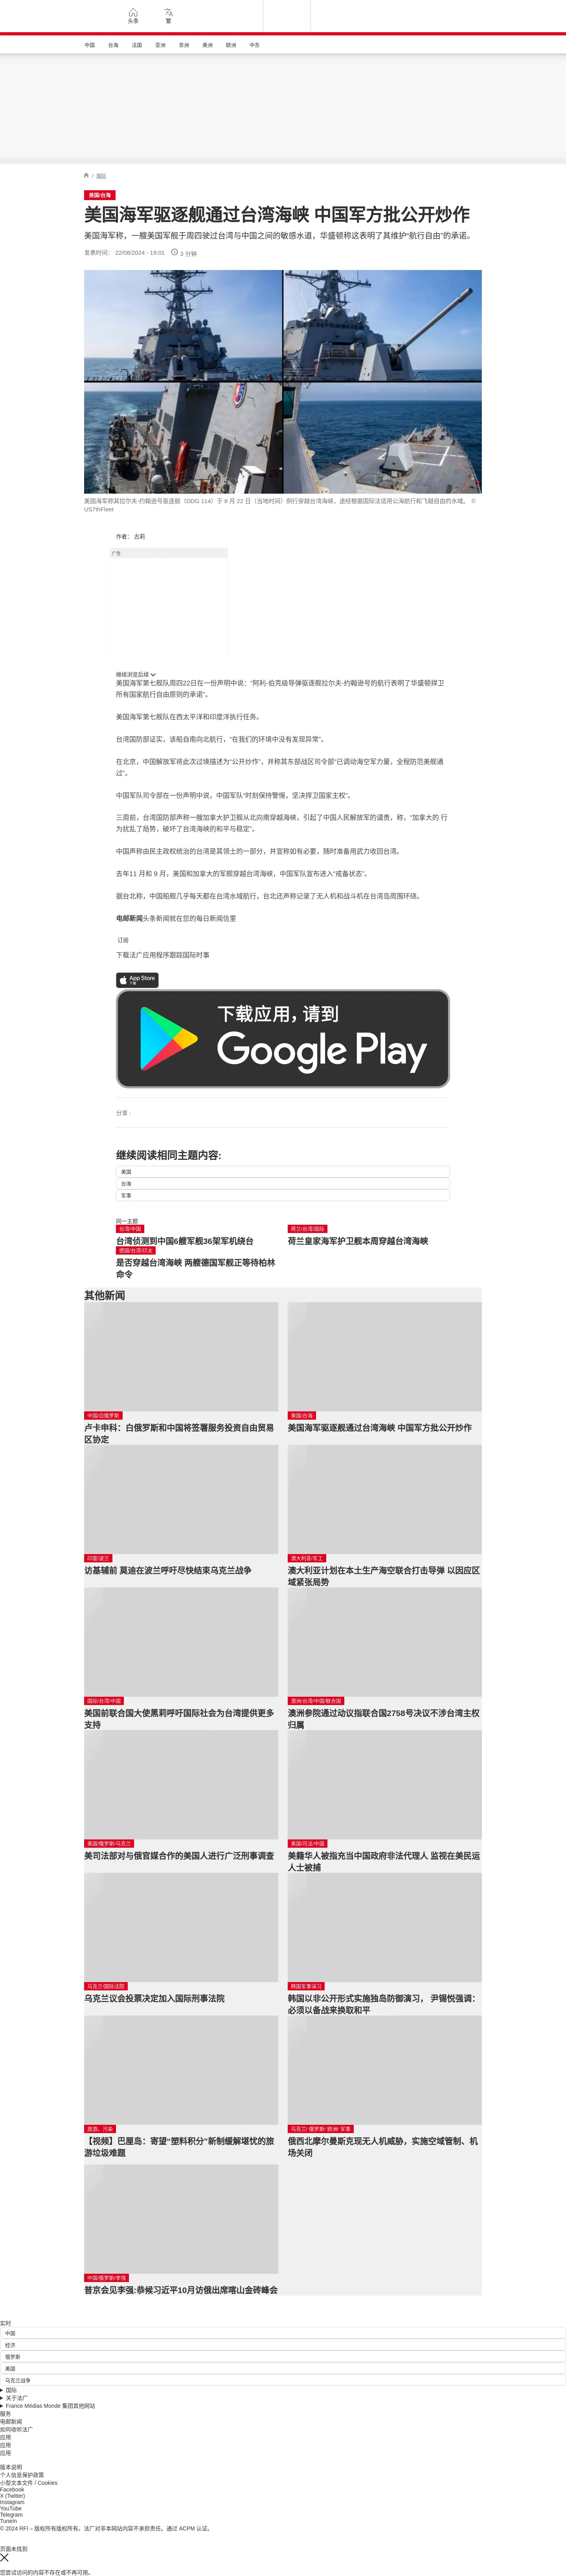 头条
繁
中国
台海
法国
亚洲
非洲
美洲
欧洲
中东
/ 国际
美国/台海
美国海军驱逐舰通过台湾海峡 中国军方批公开炒作
美国海军称，一艘美国军舰于周四驶过台湾与中国之间的敏感水道，华盛顿称这表明了其维护“航行自由”的承诺。
发表时间： 22/08/2024 - 19:01
3 分钟
美国海军称其拉尔夫-约翰逊号驱逐舰（DDG 114）于 8 月 22 日（当地时间）例行穿越台湾海峡，途经根据国际法适用公海航行和飞越自由的水域。 ©
US7thFleet
作者： 古莉
广告
继续浏览后续
美国海军第七舰队周四22日在一份声明中说：“阿利-伯克级导弹驱逐舰拉尔夫-约翰逊号的航行表明了华盛顿捍卫
所有国家航行自由原则的承诺”。
美国海军第七舰队在西太平洋和印度洋执行任务。
台湾国防部证实，该船自南向北航行，“在我们的环境中没有发现异常”。
在北京，中国解放军将此次过境描述为“公开炒作”，并称其东部战区司令部“已调动海空军力量，全程防范美舰通
过”。
中国军队司令部在一份声明中说，中国军队“时刻保持警惕，坚决捍卫国家主权”。
三周前，台湾国防部声称一艘加拿大护卫舰从北向南穿越海峡，引起了中国人民解放军的谴责，称，“加拿大的 行
为扰乱了局势，破坏了台湾海峡的和平与稳定”。
中国声称由民主政权统治的台湾是其领土的一部分，并宣称如有必要，随时准备用武力收回台湾。
去年11 月和 9 月，美国和加拿大的军舰穿越台湾海峡，中国军队宣布进入“戒备状态”。
据台北称，中国船舰几乎每天都在台湾水域航行，台北还声称记录了无人机和战斗机在台湾岛周围环绕。
电邮新闻头条新闻就在您的每日新闻信里
订阅
下载法广应用程序跟踪国际时事
App Store
下载
下载应用，请到
Google Play
分享 :
继续阅读相同主题内容:
美国
台海
军事
同一主题
台湾/中国
台湾侦测到中国6艘军舰36架军机绕台
荷兰/台湾/国际
荷兰皇家海军护卫舰本周穿越台湾海峡
德国/台湾/印太
是否穿越台湾海峡 两艘德国军舰正等待柏林
命令
其他新闻
中国/白俄罗斯
卢卡申科：白俄罗斯和中国将签署服务投资自由贸易
区协定
美国/台海
美国海军驱逐舰通过台湾海峡 中国军方批公开炒作
印度/波兰
访基辅前 莫迪在波兰呼吁尽快结束乌克兰战争
澳大利亚/军工
澳大利亚计划在本土生产海空联合打击导弹 以因应区
域紧张局势
国际/台湾/中国
美国前联合国大使黑莉呼吁国际社会为台湾提供更多
支持
澳洲/台湾/中国/联合国
澳洲参院通过动议指联合国2758号决议不涉台湾主权
归属
美国/俄罗斯/乌克兰
美司法部对与俄官媒合作的美国人进行广泛刑事调查
美国/司法/中国
美籍华人被指充当中国政府非法代理人 监视在美民运
人士被捕
乌克兰/国际法院
乌克兰议会投票决定加入国际刑事法院
韩国军事演习
韩国以非公开形式实施独岛防御演习， 尹锡悦强调：
必须以备战来换取和平
旅游、污染
【视频】巴厘岛：寄望“塑料积分”新制缓解堪忧的旅
游垃圾难题
乌克兰/ 俄罗斯/ 欧洲/ 军事
俄西北摩尔曼斯克现无人机威胁，实施空域管制、机
场关闭
中国/俄罗斯/李强
普京会见李强:恭候习近平10月访俄出席喀山金砖峰会
实时
中国
经济
俄罗斯
美国
乌克兰战争
国际
关于法广
France Médias Monde 集团其他网站
服务
电邮新闻
如何收听法广
应用
应用
应用
版本说明
个人信息保护政策
小型文本文件 / Cookies
Facebook
X (Twitter)
Instagram
YouTube
Telegram
TuneIn
© 2024 RFI – 版权所有版权所有。法广对非本网站内容不承担责任。通过 ACPM 认证。
页面未找到
您尝试访问的内容不存在或不再可用。